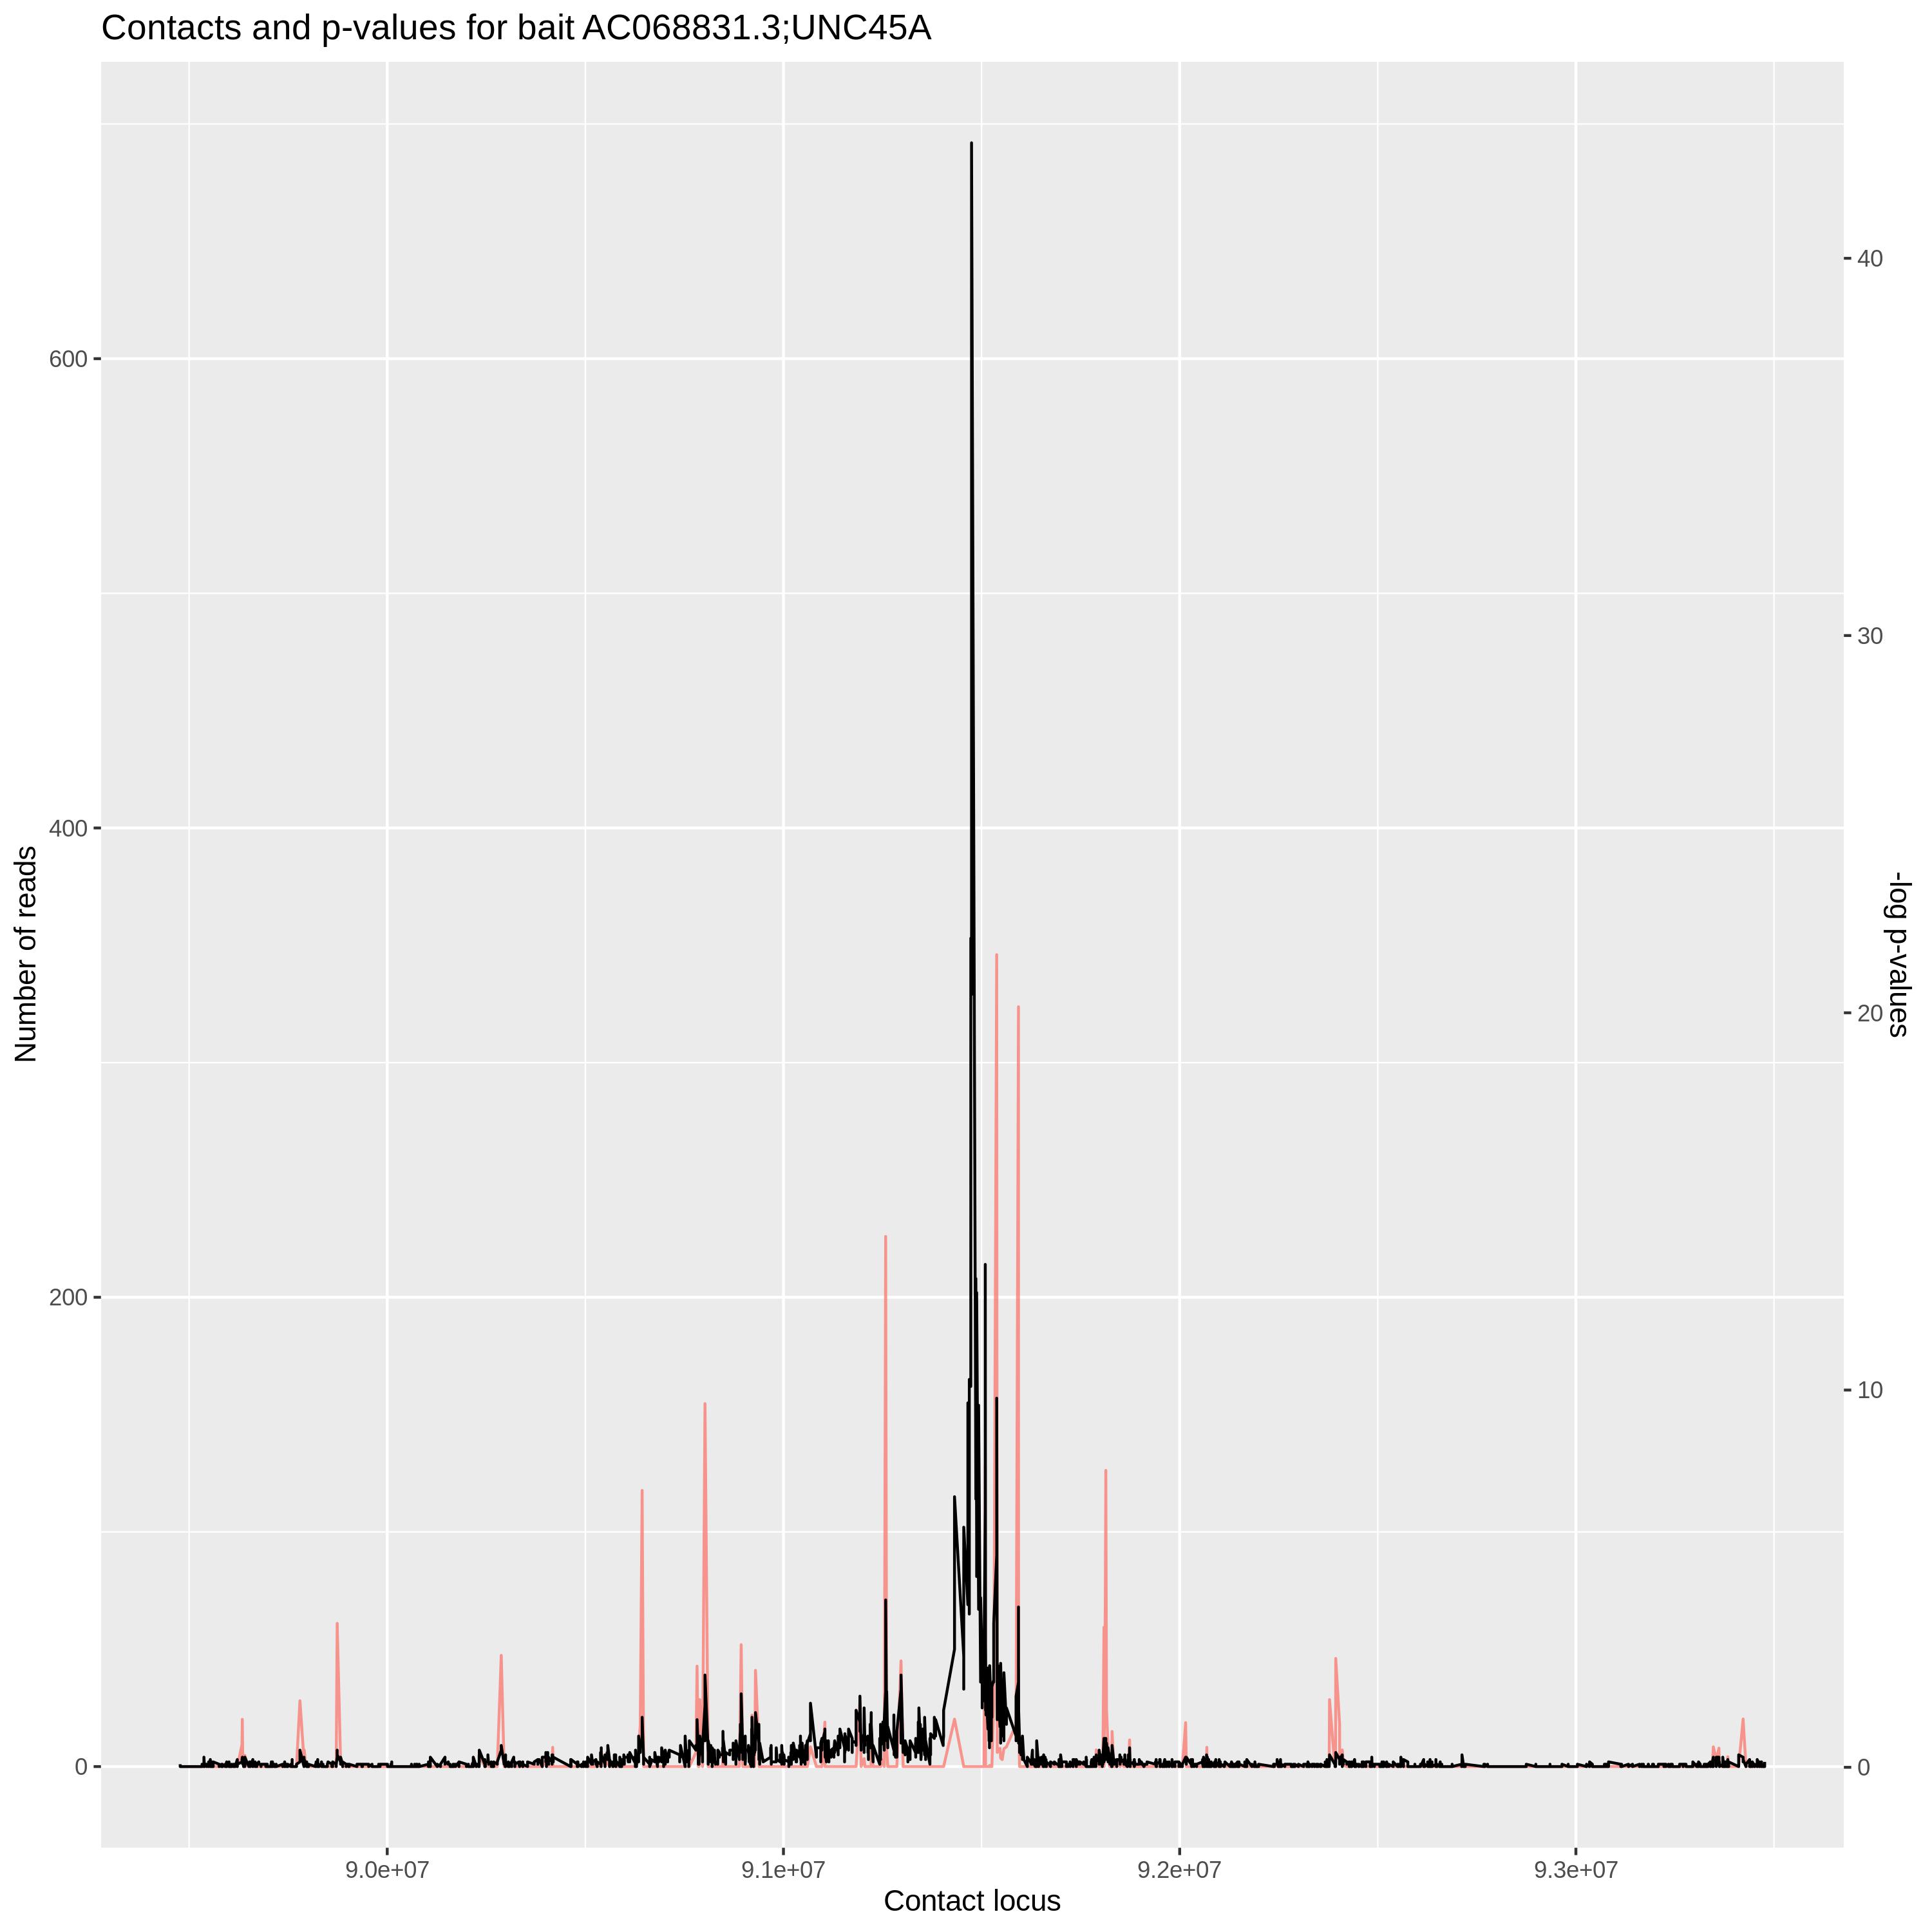 Contacts and p-values for bait AC068831.3;UNC45A
600
400
200
0
Number of reads
40
30
20
10
0
-log p-values
9.0e+07 9.1e+07 9.2e+07 9.3e+07
Contact locus